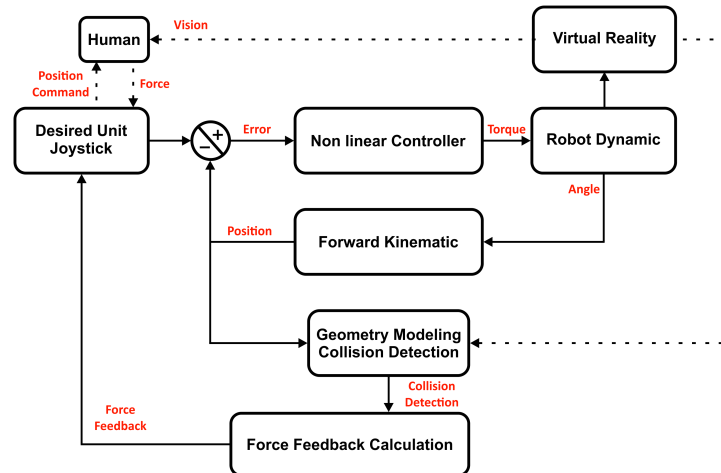 Vision
Human
Virtual Reality
Position
Command
Force
Desired Unit
Joystick
+
−
Error
Non linear Controller
Torque
Robot Dynamic
Angle
Position
Forward Kinematic
Geometry Modeling
Collision Detection
Collision
Detection
Force
Feedback
Force Feedback Calculation